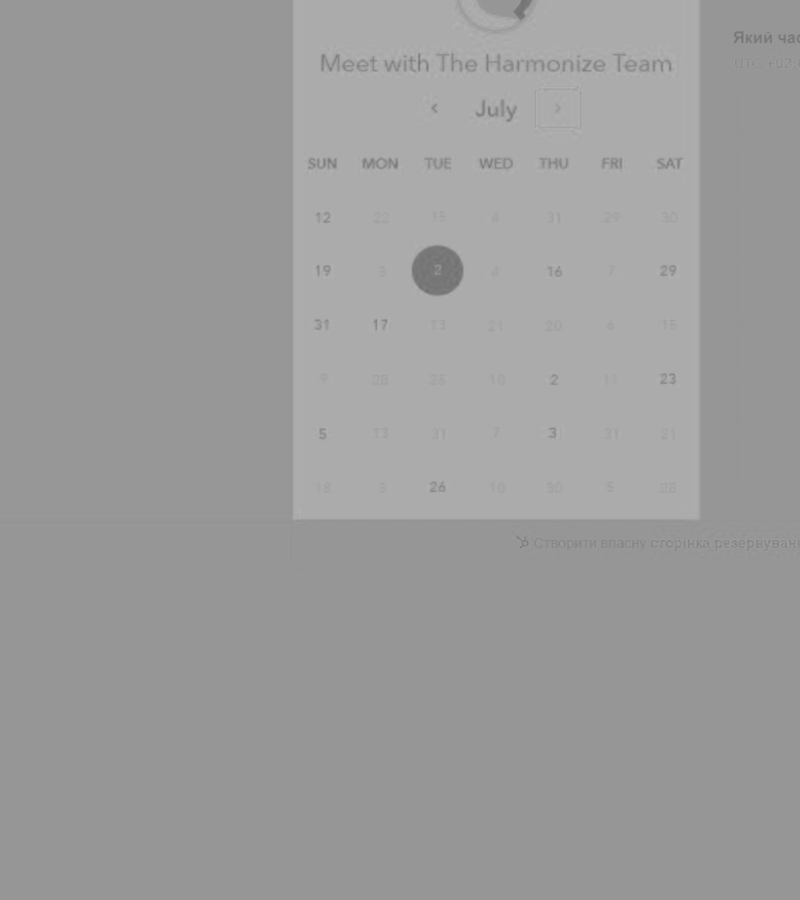 Який час
UTC +02
Meet with The Harmonize Team
July
SUN MON TUE WED THU FRI SAT
12 22 15 4 31 29 30
19 3 2 4 16 7 29
31 17 13 21 20 6 15
9 28 25 10 2 11 23
5 13 31 7 3 31 21
18 3 26 10 30 5 28
Створити власну сторінка резервуван